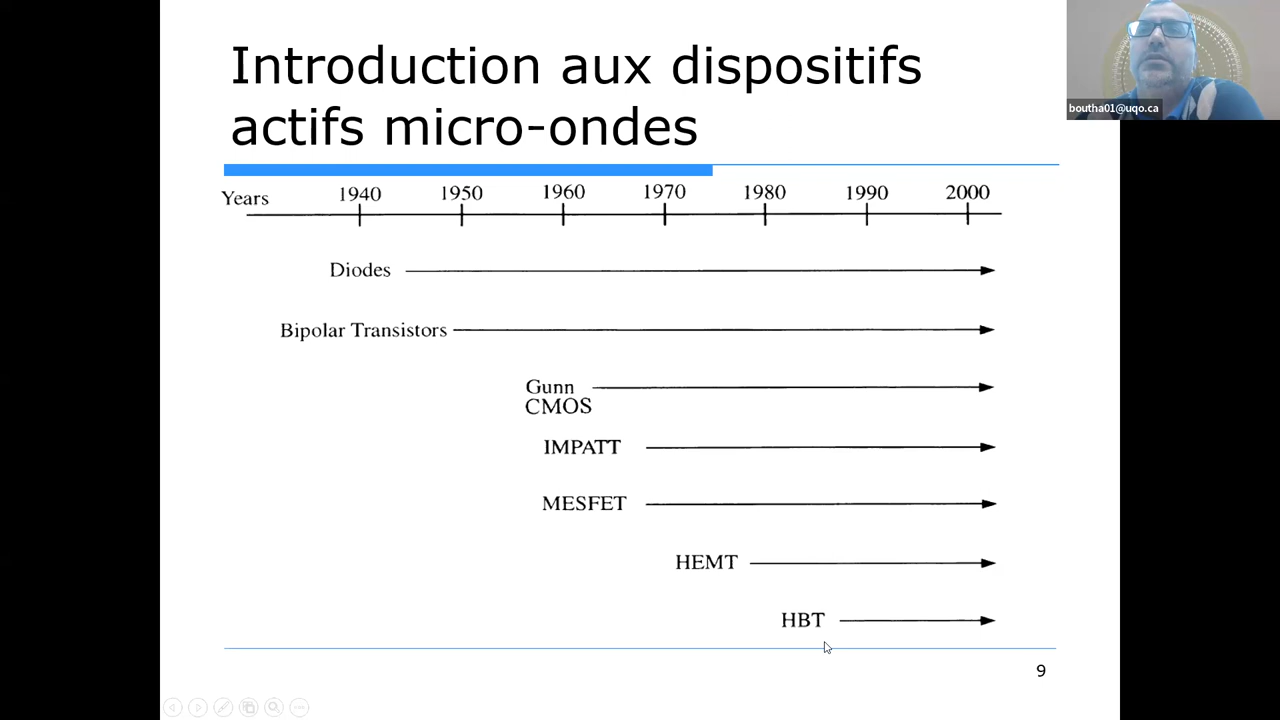 Introduction aux dispositifs
actifs micro-ondes
boutha01@uqo.ca
Years 1940 1950 1960 1970 1980 1990 2000
Diodes
Bipolar Transistors
Gunn
CMOS
IMPATT
MESFET
HEMT
HBT
9